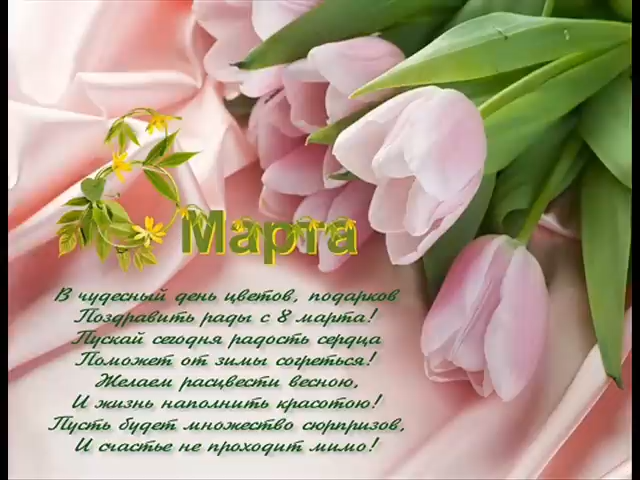 8 Марта
В чудесный день цветов, подарков
Поздравить рады с 8 марта!
Пускай сегодня радость сердца
Поможет от зимы согреться!
Желаем расцвести весною,
И жизнь наполнить красотою!
Пусть будет множество сюрпризов,
И счастье не проходит мимо!